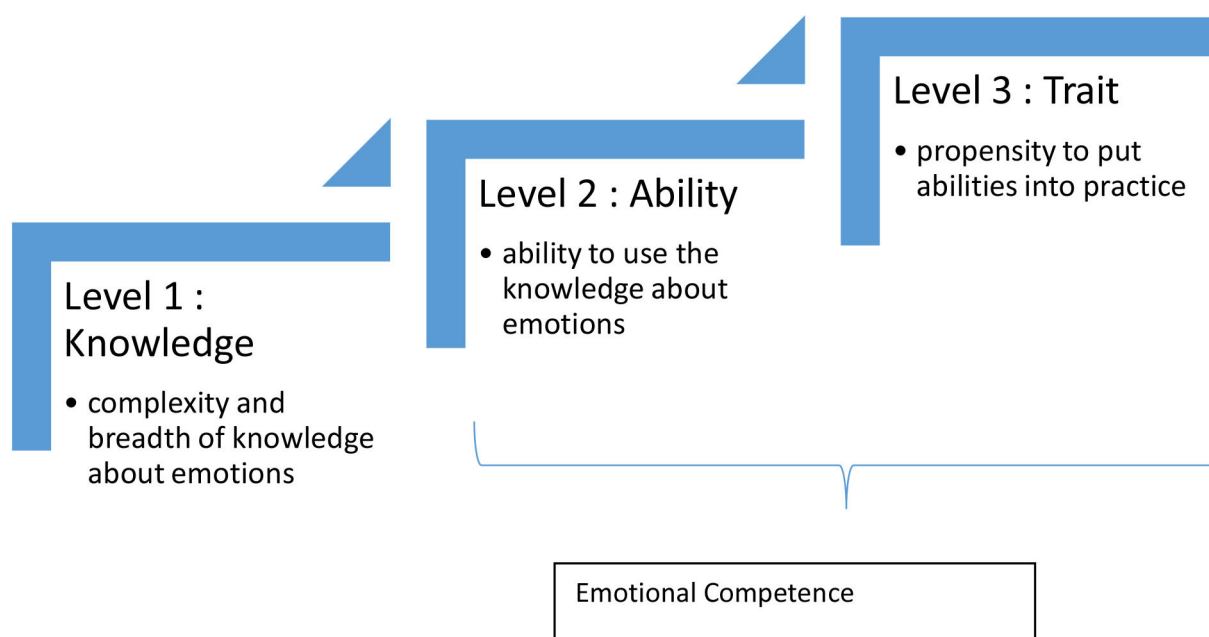 Level 1 :
Knowledge
• complexity and
breadth of knowledge
about emotions
Level 2 : Ability
• ability to use the
knowledge about
emotions
Level 3 : Trait
• propensity to put
abilities into practice
Emotional Competence